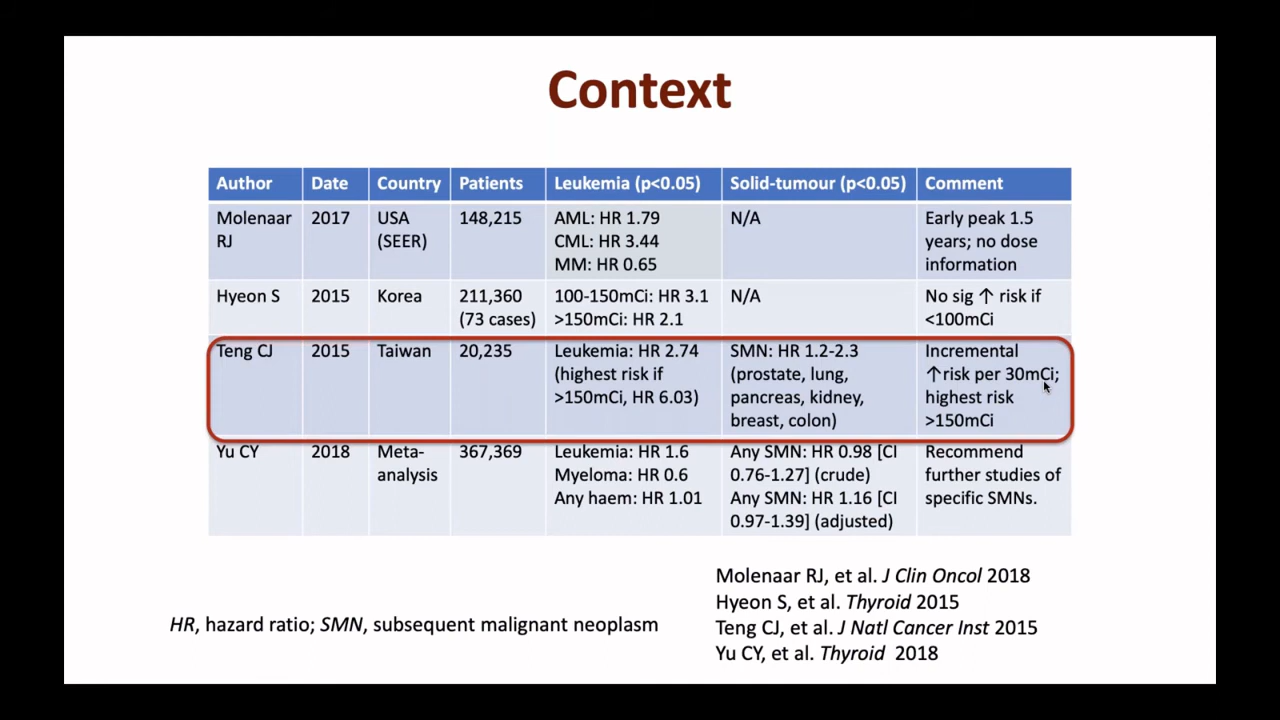 Context
Author Date Country Patients Leukemia (p<0.05) Solid-tumour (p<0.05) Comment
Molenaar 2017 USA 148,215 AML: HR 1.79 N/A Early peak 1.5
RJ (SEER) CML: HR 3.44 years; no dose
MM: HR 0.65 information
Hyeon S 2015 Korea 211,360 100-150mCi: HR 3.1 N/A No sig ↑ risk if
(73 cases) >150mCi: HR 2.1 <100mCi
Teng CJ 2015 Taiwan 20,235 Leukemia: HR 2.74 SMN: HR 1.2-2.3 Incremental
(highest risk if (prostate, lung, ↑risk per 30mCi;
>150mCi, HR 6.03) pancreas, kidney, highest risk
breast, colon) >150mCi
Yu CY 2018 Meta- 367,369 Leukemia: HR 1.6 Any SMN: HR 0.98 [CI Recommend
analysis Myeloma: HR 0.6 0.76-1.27] (crude) further studies of
Any haem: HR 1.01 Any SMN: HR 1.16 [CI specific SMNs.
0.97-1.39] (adjusted)
Molenaar RJ, et al. J Clin Oncol 2018
Hyeon S, et al. Thyroid 2015
HR, hazard ratio; SMN, subsequent malignant neoplasm
Teng CJ, et al. J Natl Cancer Inst 2015
Yu CY, et al. Thyroid 2018